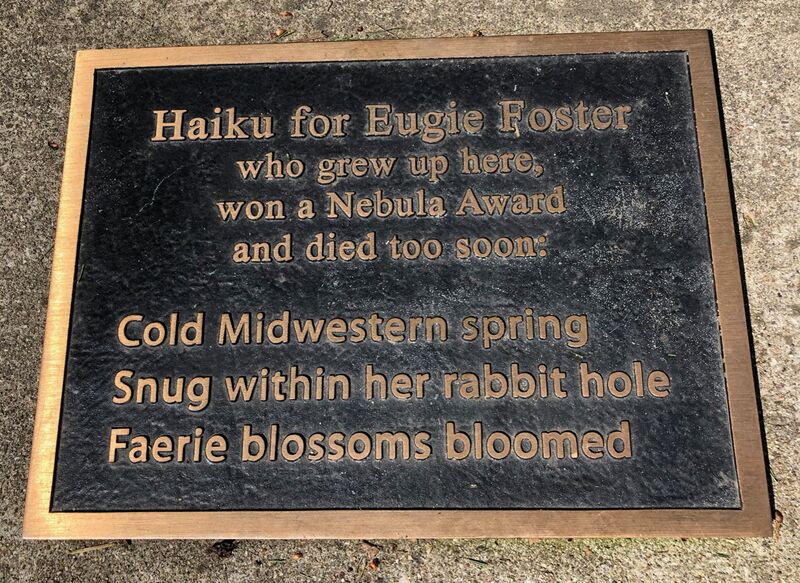 Haiku for Eugie Foster
who grew up here,
won a Nebula Award
and died too soon:
Cold Midwestern spring
Snug within her rabbit hole
Faerie blossoms bloomed